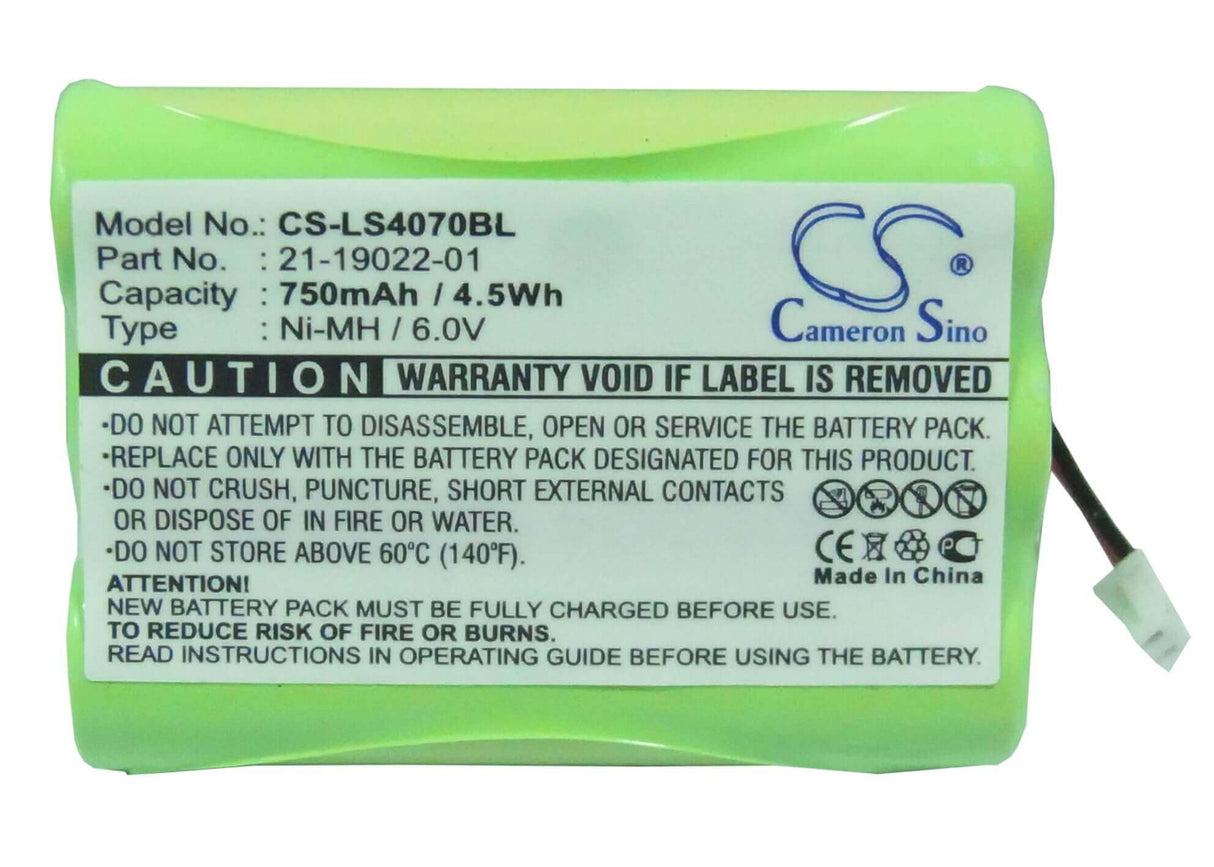 Model No.: CS-LS4070BL
Part No. : 21-19022-01
Capacity : 750mAh / 4.5Wh
Type : Ni-MH / 6.0V
CS ®
Cameron Sino
CAUTION WARRANTY VOID IF LABEL IS REMOVED
•DO NOT ATTEMPT TO DISASSEMBLE, OPEN OR SERVICE THE BATTERY PACK.
•REPLACE ONLY WITH THE BATTERY PACK DESIGNATED FOR THIS PRODUCT.
•DO NOT CRUSH, PUNCTURE, SHORT EXTERNAL CONTACTS
OR DISPOSE OF IN FIRE OR WATER.
•DO NOT STORE ABOVE 60°C (140°F).
CE PCT
Made In China
ATTENTION!
NEW BATTERY PACK MUST BE FULLY CHARGED BEFORE USE.
TO REDUCE RISK OF FIRE OR BURNS.
READ INSTRUCTIONS IN OPERATING GUIDE BEFORE USING THE BATTERY.